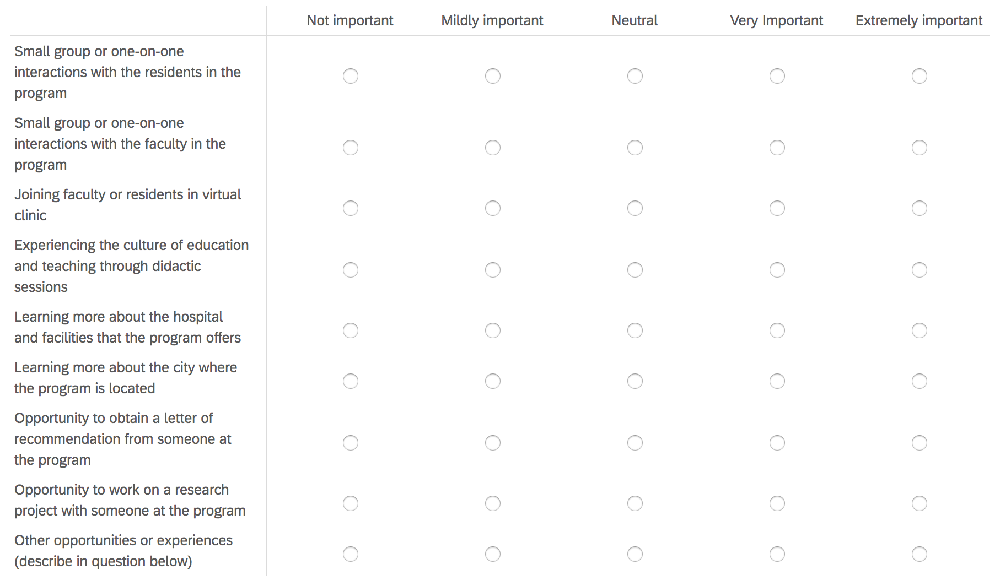 Not important Mildly important Neutral Very Important Extremely important
Small group or one-on-one
interactions with the residents in the
program
Small group or one-on-one
interactions with the faculty in the
program
Joining faculty or residents in virtual
clinic
Experiencing the culture of education
and teaching through didactic
sessions
Learning more about the hospital
and facilities that the program offers
Learning more about the city where
the program is located
Opportunity to obtain a letter of
recommendation from someone at
the program
Opportunity to work on a research
project with someone at the program
Other opportunities or experiences
(describe in question below)